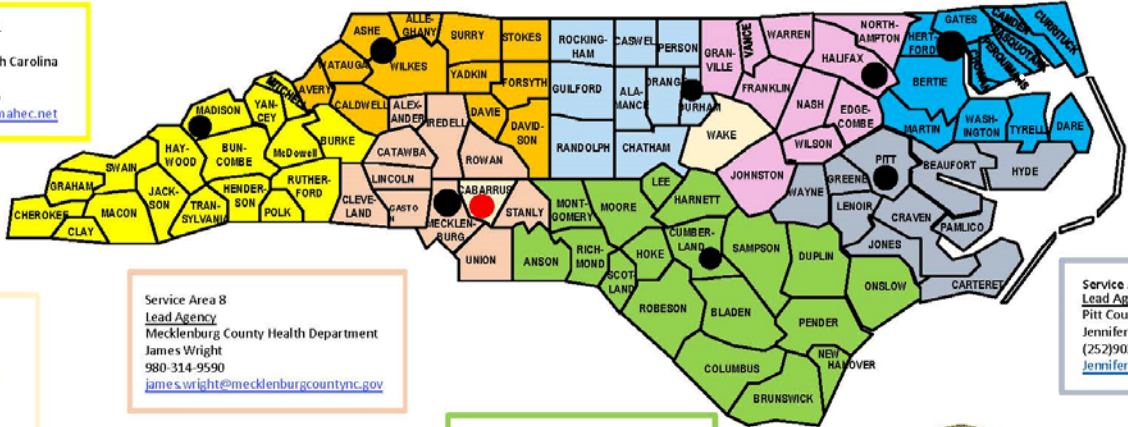 h Carolina
mahec.net
ASHE
ALLE-
GHANY
SURRY
STOKES
WATAUGA
WILKES
YADKIN
FORSYTH
AVERY
CALDWELL
ALEX-
ANDER
IREDELL
DAVIE
DAVID-
SON
ROCKING-
HAM
CASWEL
PERSON
GUILFORD
ALA-
MANCE
ORANGE
DURHAM
RANDOLPH
CHATHAM
GRAN-
VILLE
VANCE
WARREN
NORTH-
AMPTON
HALIFAX
FRANKLIN
NASH
EDGE-
COMBE
WILSON
JOHNSTON
WAKE
GATES
CAMDEN
CURRITUCK
PASQUOTANK
PERQUIMANS
HERT-
FORD
BERTIE
MARTIN
WASH-
INGTON
TYRELL
DARE
MITCHELL
MADISON
YAN-
CEY
BURKE
McDowell
HAY-
WOOD
BUN-
COMBE
SWAIN
GRAHAM
JACK-
SON
HENDER-
SON
RUTHER-
FORD
CHEROKEE
MACON
TRAN-
SYLVANIA
POLK
CLAY
CATAWBA
ROWAN
LINCOLN
CLEVE-
LAND
GASTO
N
MECKLEN-
BURG
CABARRUS
STANLY
UNION
PITT
BEAUFORT
HYDE
GREENE
WAYNE
LENOIR
CRAVEN
PAMLICO
JONES
CARTERET
LEE
HARNETT
MONT-
GOMERY
MOORE
CUMBER-
LAND
SAMPSON
ANSON
RICH-
MOND
HOKE
SCOT-
LAND
DUPLIN
ONSLOW
ROBESON
BLADEN
PENDER
COLUMBUS
NEW
HANOVER
BRUNSWICK
Service Area 8
Lead Agency
Mecklenburg County Health Department
James Wright
980-314-9590
james.wright@mecklenburgcountync.gov
Service
Lead Ag
Pitt Cou
Jennifer
(252)90
Jennifer